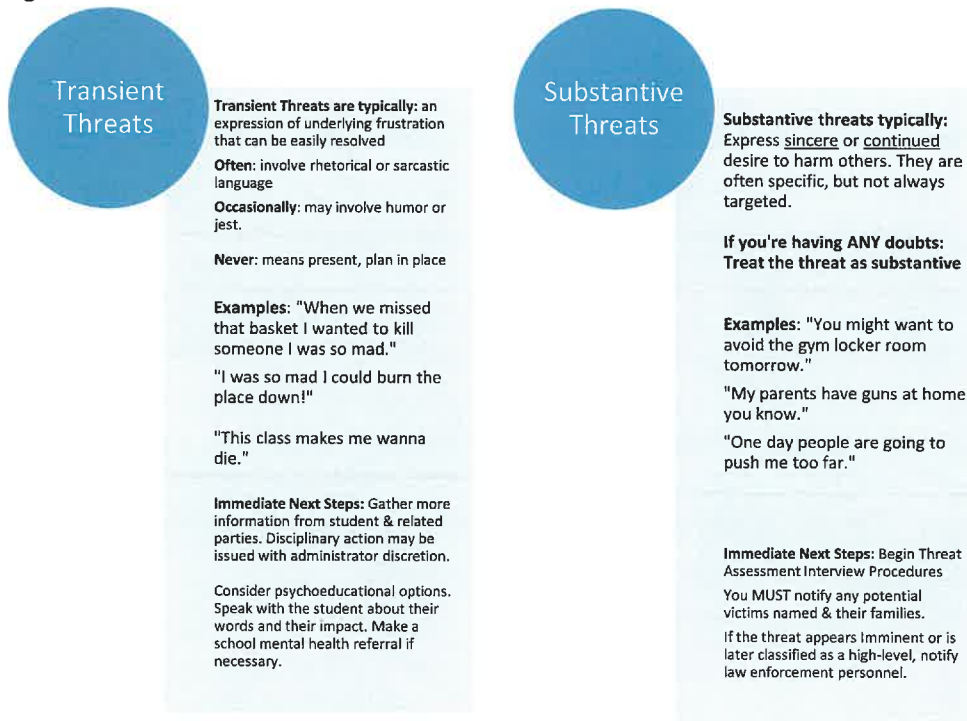 Transient
Threats
Transient Threats are typically: an
expression of underlying frustration
that can be easily resolved
Often: involve rhetorical or sarcastic
language
Occasionally: may involve humor or
jest.
Never: means present, plan in place
Examples: "When we missed
that basket I wanted to kill
someone I was so mad."
"I was so mad I could burn the
place down!"
"This class makes me wanna
die."
Immediate Next Steps: Gather more
information from student & related
parties. Disciplinary action may be
issued with administrator discretion.
Consider psychoeducational options.
Speak with the student about their
words and their impact. Make a
school mental health referral if
necessary.
Substantive
Threats
Substantive threats typically:
Express sincere or continued
desire to harm others. They are
often specific, but not always
targeted.
If you're having ANY doubts:
Treat the threat as substantive
Examples: "You might want to
avoid the gym locker room
tomorrow."
"My parents have guns at home
you know."
"One day people are going to
push me too far."
Immediate Next Steps: Begin Threat
Assessment Interview Procedures
You MUST notify any potential
victims named & their families.
If the threat appears Imminent or is
later classified as a high-level, notify
law enforcement personnel.